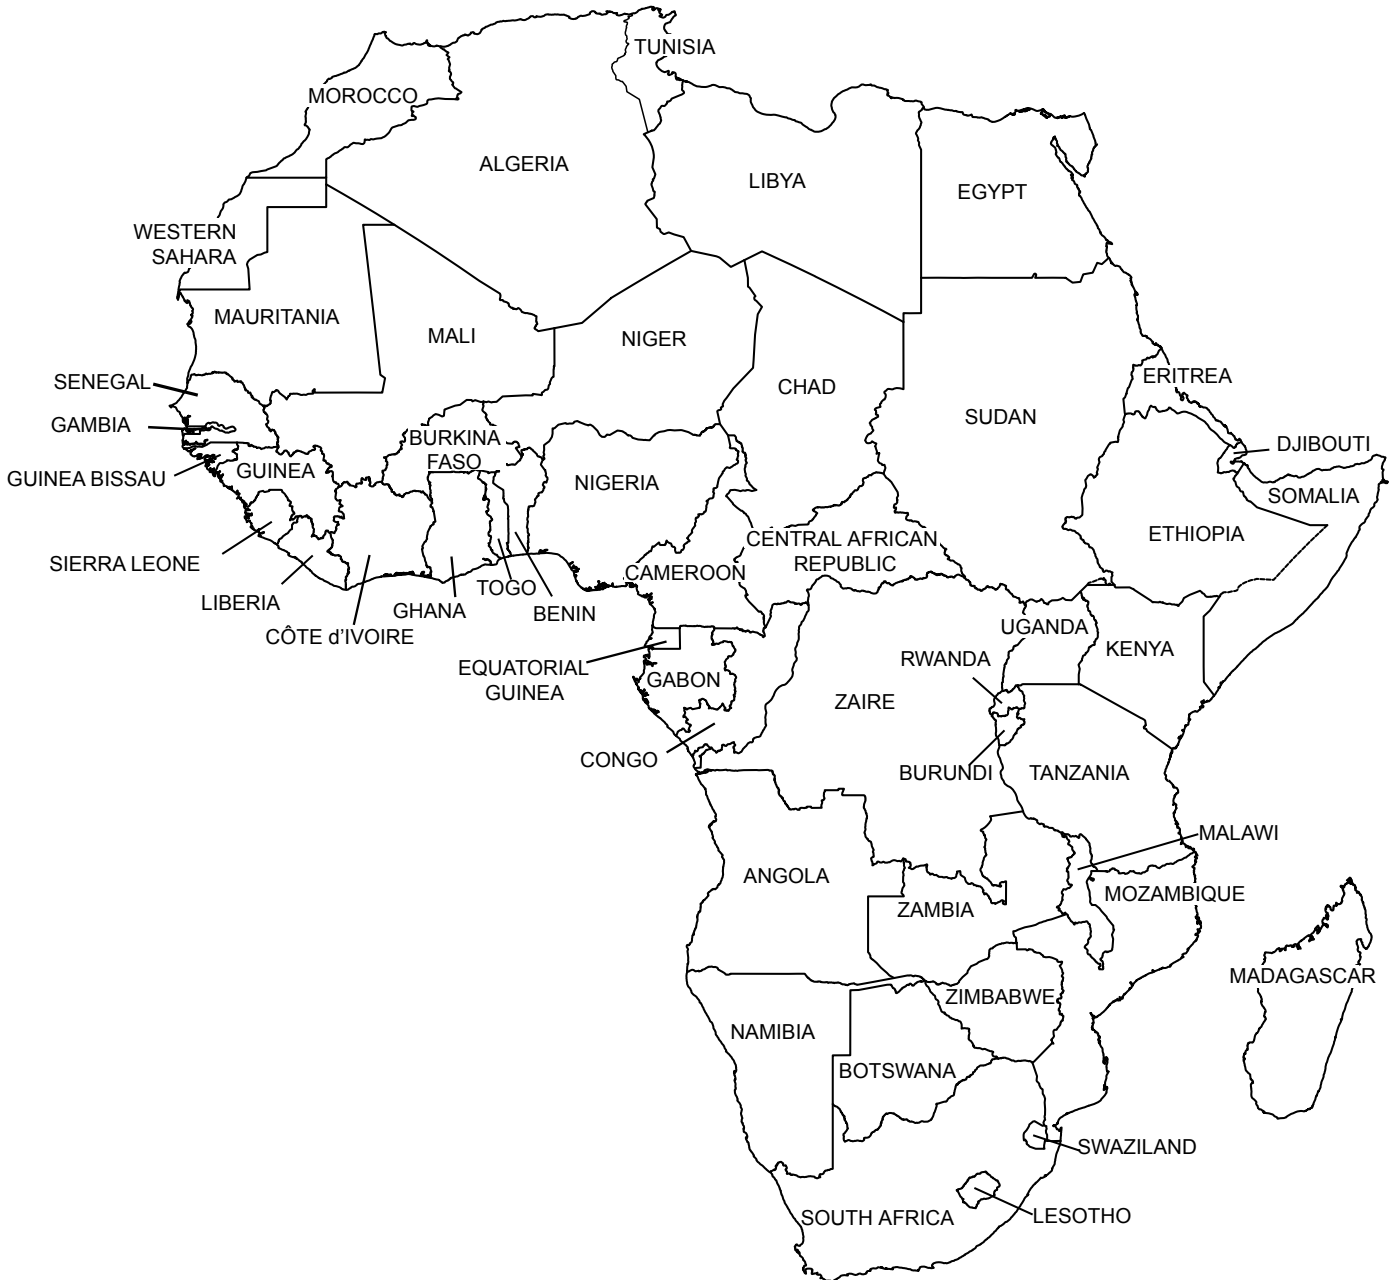 TUNISIA
MOROCCO
ALGERIA
LIBYA
EGYPT
WESTERN
SAHARA
MAURITANIA
MALI
NIGER
CHAD
SUDAN
ERITREA
SENEGAL
GAMBIA
GUINEA BISSAU
GUINEA
BURKINA
FASO
NIGERIA
DJIBOUTI
SOMALIA
ETHIOPIA
SIERRA LEONE
LIBERIA
CÔTE d'IVOIRE
GHANA
TOGO
BENIN
CAMEROON
CENTRAL AFRICAN
REPUBLIC
EQUATORIAL
GUINEA
GABON
CONGO
ZAIRE
UGANDA
KENYA
RWANDA
BURUNDI
TANZANIA
MALAWI
ANGOLA
ZAMBIA
MOZAMBIQUE
MADAGASCAR
ZIMBABWE
NAMIBIA
BOTSWANA
SWAZILAND
LESOTHO
SOUTH AFRICA